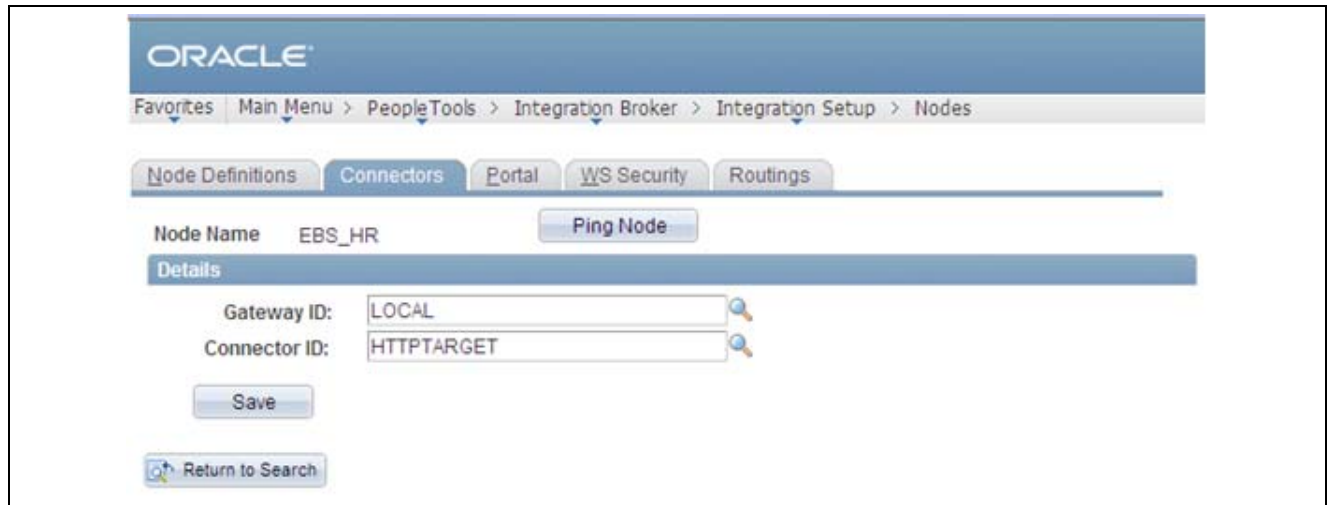 ORACLE
Favorites Main Menu > PeopleTools > Integration Broker > Integration Setup > Nodes
Node Definitions Connectors Portal WS Security Routings
Node Name EBS_HR Ping Node
Details
Gateway ID: LOCAL
Connector ID: HTTPTARGET
Save
Return to Search